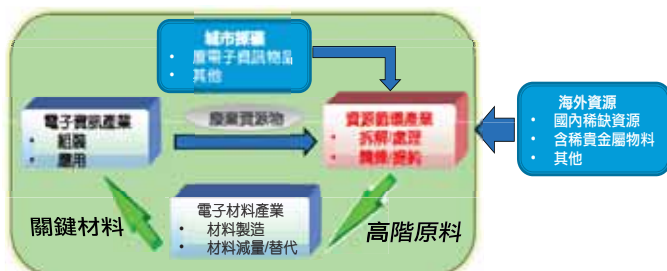 城市採礦
• 廢電子資訊物品
• 其他
電子資訊產業
• 組裝
• 應用
廢棄資源物
資源循環產業
• 拆解/處理
• 精煉/提純
海外資源
• 國內稀缺資源
• 含稀貴金屬物料
• 其他
關鍵材料
電子材料產業
• 材料製造
• 材料減量/替代
高階原料